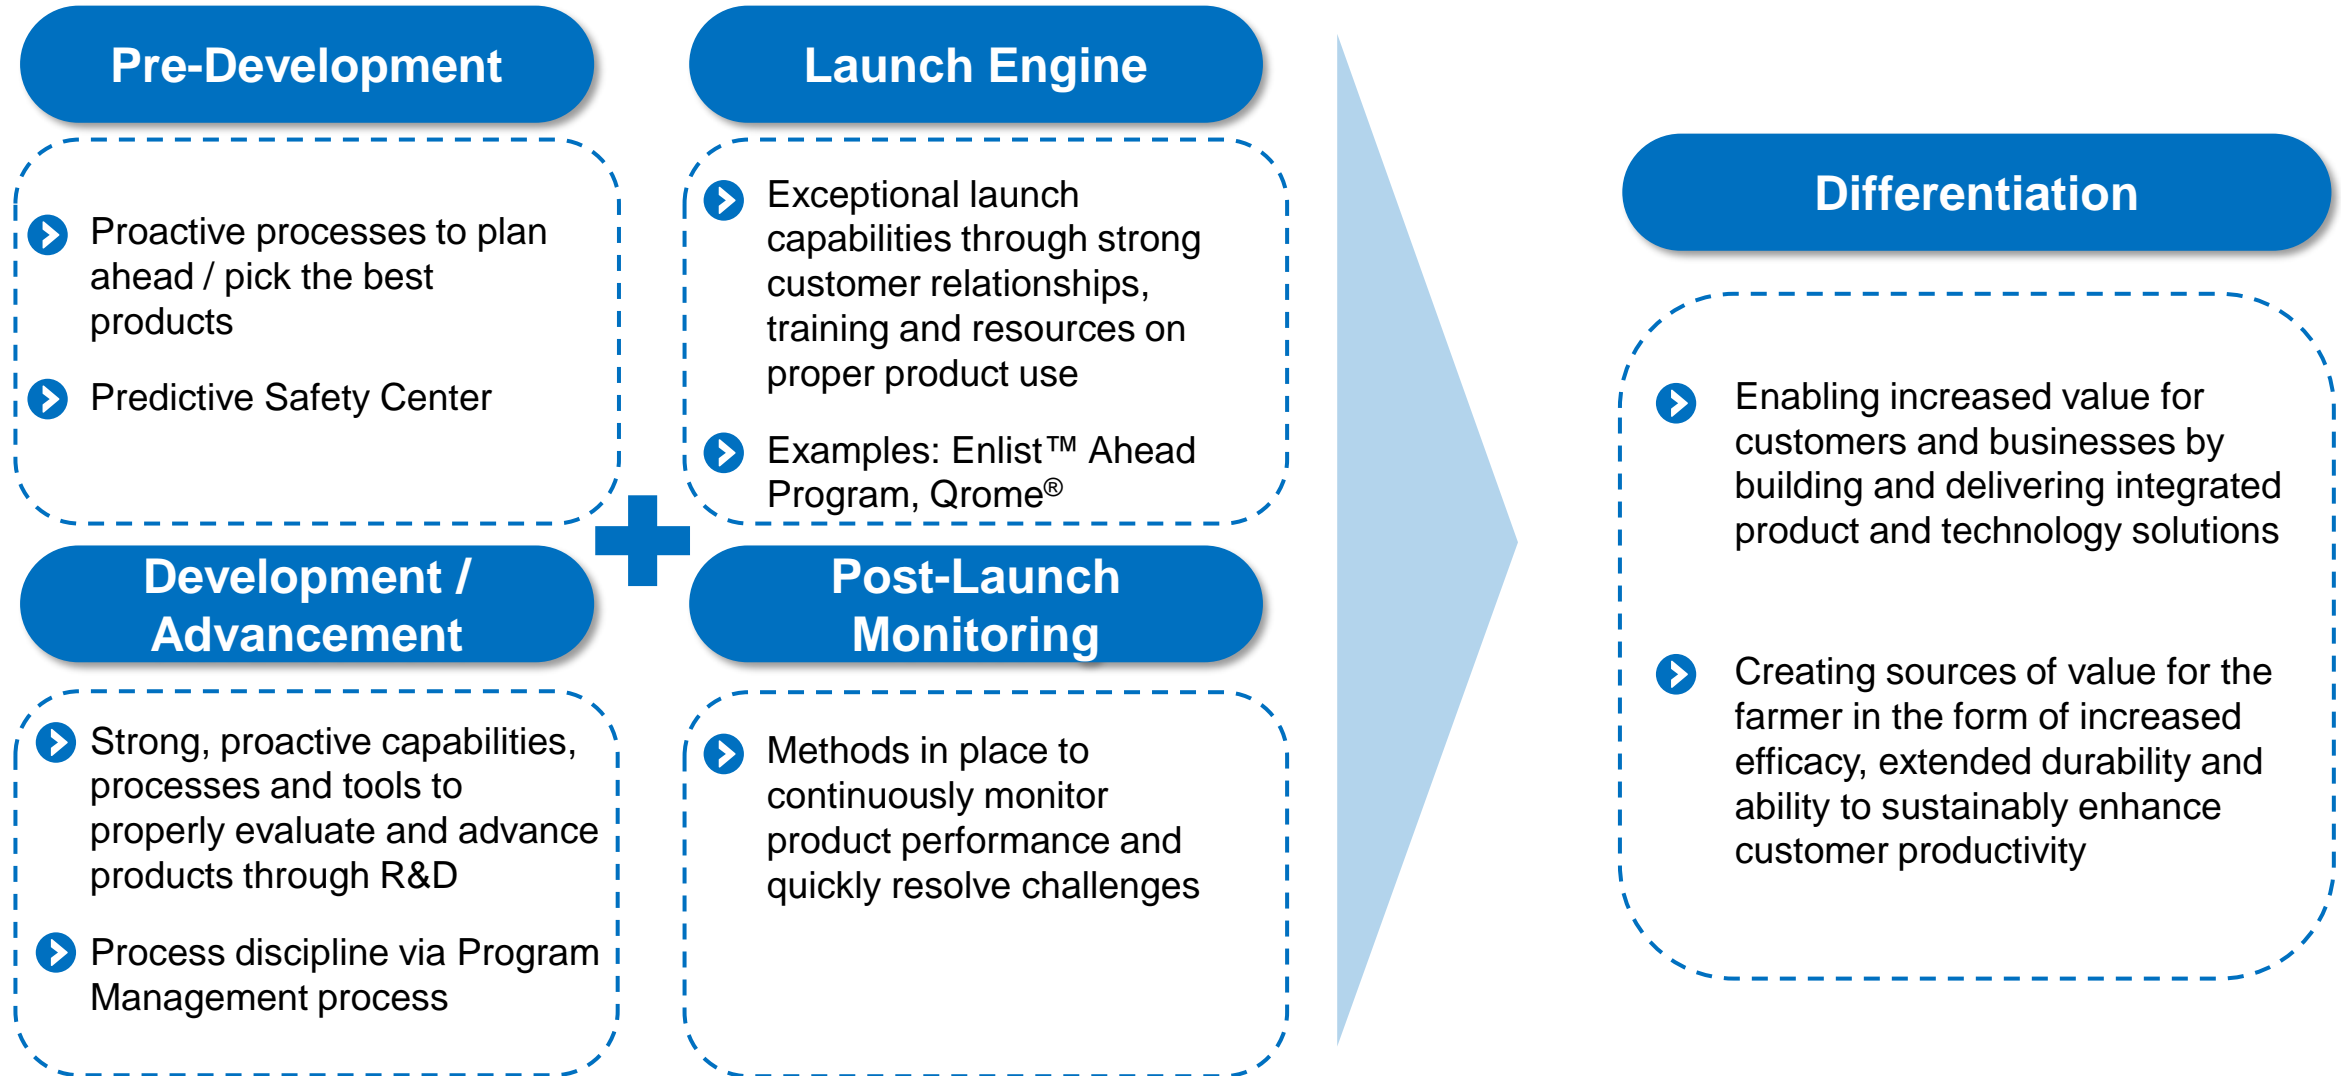 Pre-Development
Proactive processes to plan
ahead / pick the best
products
Predictive Safety Center
Launch Engine
Exceptional launch
capabilities through strong
customer relationships,
training and resources on
proper product use
Examples: Enlist™ Ahead
Program, Qrome®
Development /
Advancement
Strong, proactive capabilities,
processes and tools to
properly evaluate and advance
products through R&D
Process discipline via Program
Management process
Post-Launch
Monitoring
Methods in place to
continuously monitor
product performance and
quickly resolve challenges
Differentiation
Enabling increased value for
customers and businesses by
building and delivering integrated
product and technology solutions
Creating sources of value for the
farmer in the form of increased
efficacy, extended durability and
ability to sustainably enhance
customer productivity